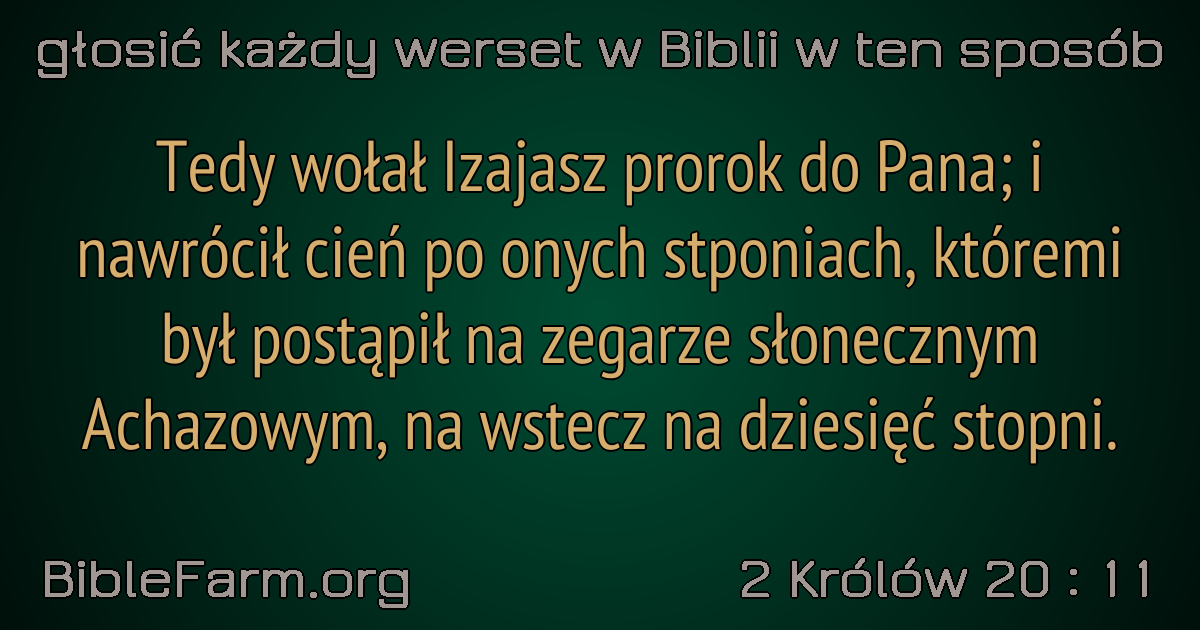 głosić każdy werset w Biblii w ten sposób
Tedy wołał Izajasz prorok do Pana; i
nawrócił cień po onych stponiach, któremi
był postąpił na zegarze słonecznym
Achazowym, na wstecz na dziesięć stopni.
BibleFarm.org
2 Królów 20 : 11